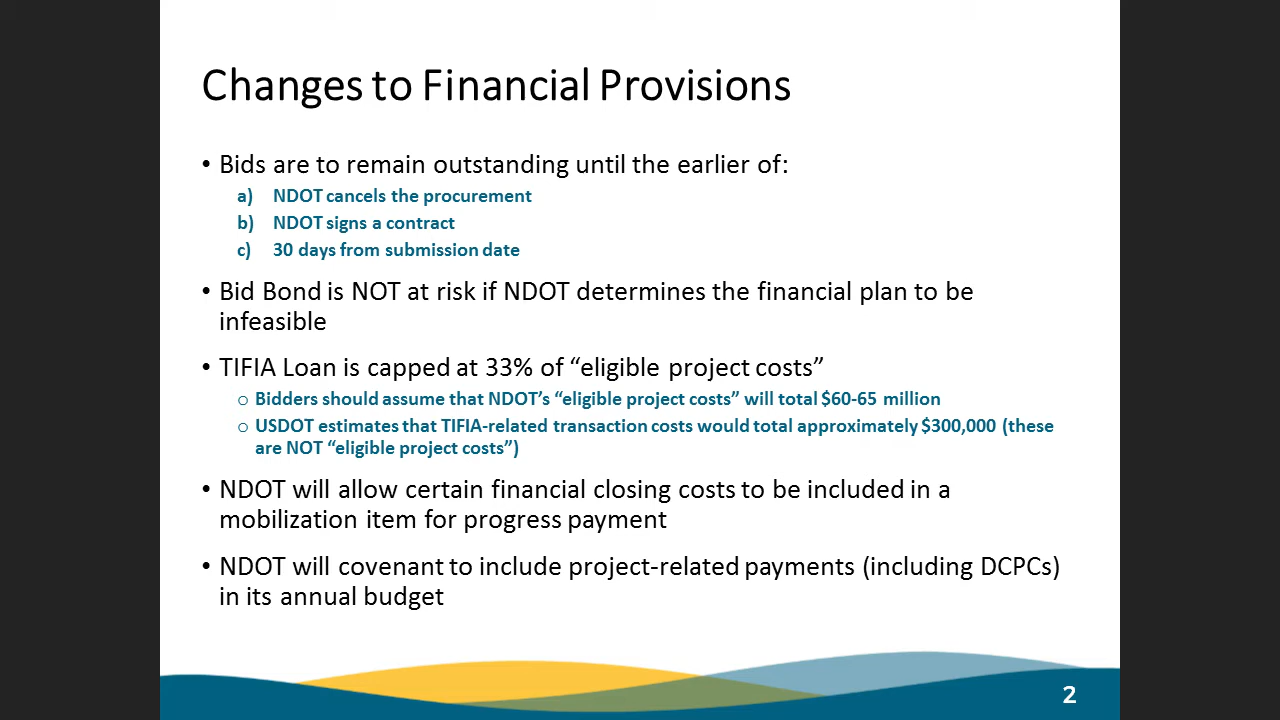 Changes to Financial Provisions
• Bids are to remain outstanding until the earlier of:
a) NDOT cancels the procurement
b) NDOT signs a contract
c) 30 days from submission date
• Bid Bond is NOT at risk if NDOT determines the financial plan to be
infeasible
• TIFIA Loan is capped at 33% of “eligible project costs”
o Bidders should assume that NDOT’s “eligible project costs” will total $60-65 million
o USDOT estimates that TIFIA-related transaction costs would total approximately $300,000 (these
are NOT “eligible project costs”)
• NDOT will allow certain financial closing costs to be included in a
mobilization item for progress payment
• NDOT will covenant to include project-related payments (including DCPCs)
in its annual budget
2